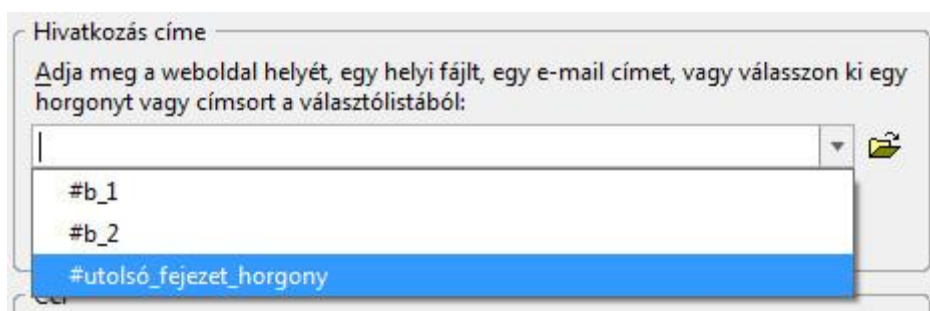 Hivatkozás címe
Adja meg a weboldal helyét, egy helyi fájlt, egy e-mail címet, vagy válasszon ki egy
horgonyt vagy címsort a választólistából:
#b_1
#b_2
#utolsó_fejezet_horgony